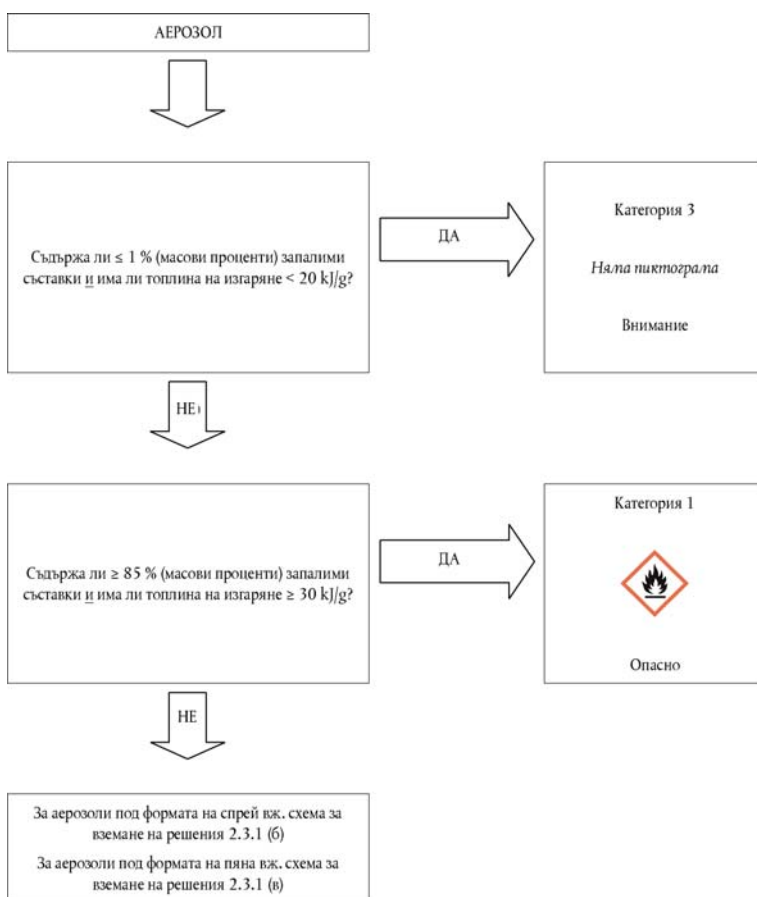 АЕРОЗОЛ
Съдържа ли ≤ 1 % (масови проценти) запалими
съставки и има ли топлина на изгаряне < 20 kJ/g?
ДА
Категория 3
Няма пиктограма
Внимание
НЕ
Съдържа ли ≥ 85 % (масови проценти) запалими
съставки и има ли топлина на изгаряне ≥ 30 kJ/g?
ДА
Категория 1
Опасно
НЕ
За аерозоли под формата на спрей вж. схема за
вземане на решения 2.3.1 (б)
За аерозоли под формата на пяна вж. схема за
вземане на решения 2.3.1 (в)